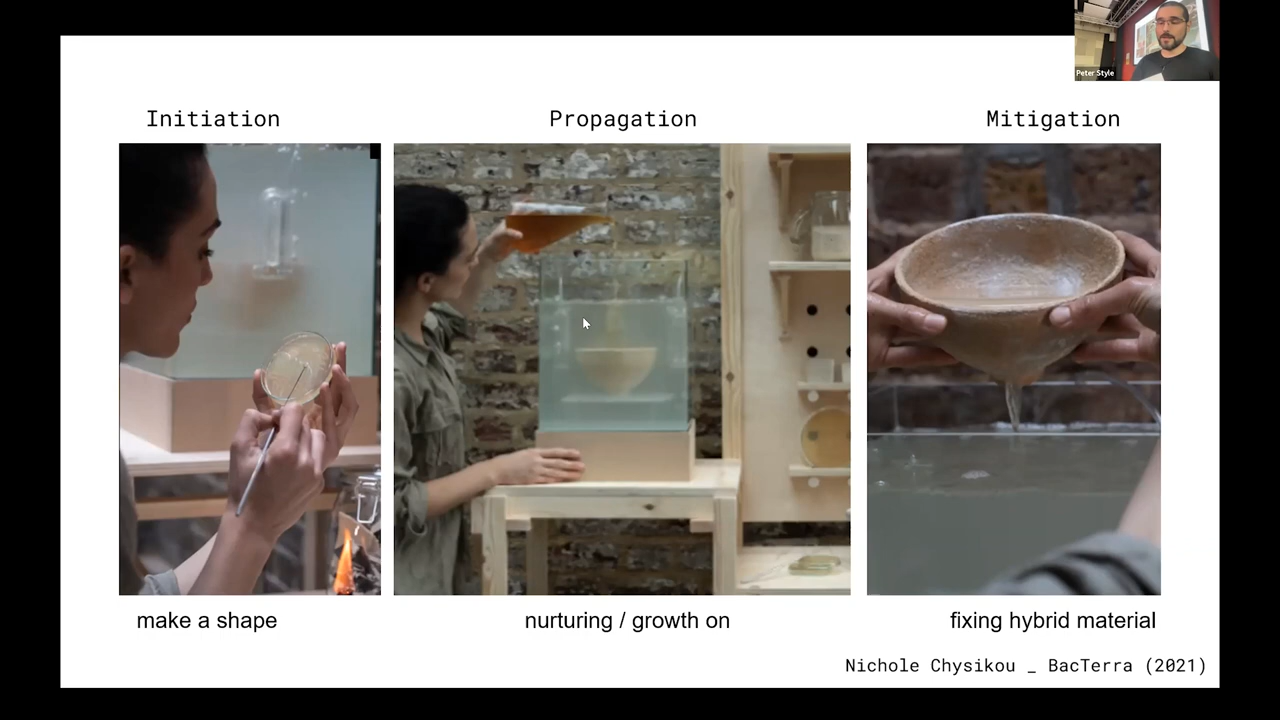 Peter Style
Initiation
Propagation
Mitigation
make a shape
nurturing / growth on
fixing hybrid material
Nichole Chysikou _ BacTerra (2021)